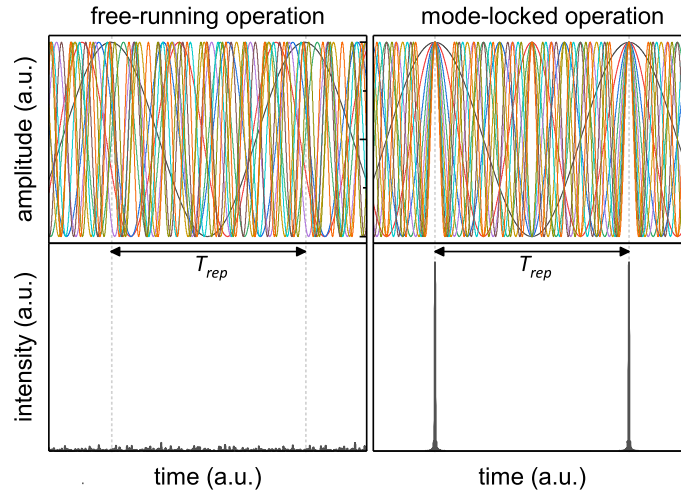 free-running operation
mode-locked operation
amplitude (a.u.)
T_rep
T_rep
intensity (a.u.)
time (a.u.)
time (a.u.)